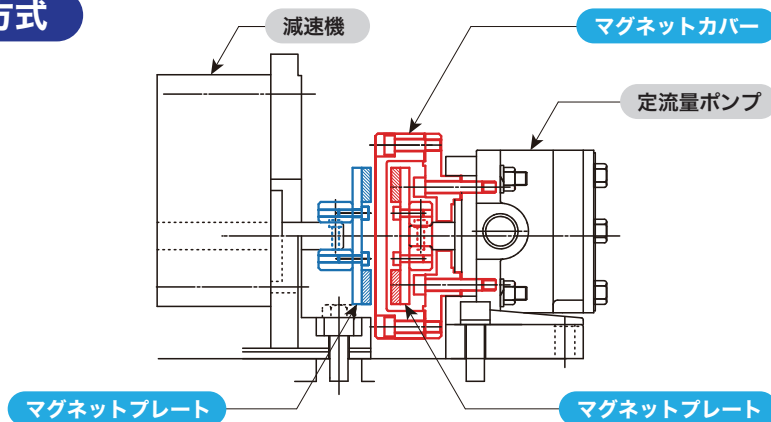 方式
減速機
マグネットカバー
定流量ポンプ
マグネットプレート
マグネットプレート